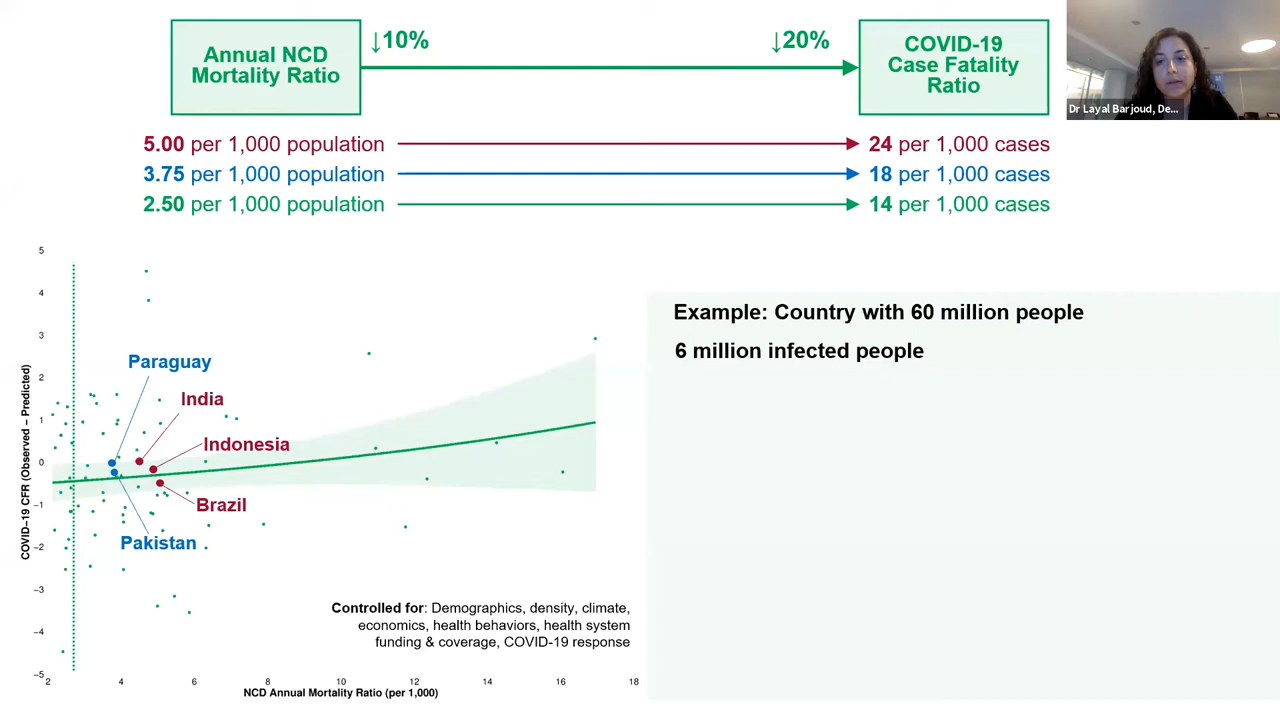 Annual NCD
Mortality Ratio
↓10%
↓20%
COVID-19
Case Fatality
Ratio
Dr Layal Barjoud, De...
5.00 per 1,000 population
24 per 1,000 cases
3.75 per 1,000 population
18 per 1,000 cases
2.50 per 1,000 population
14 per 1,000 cases
COVID−19 CFR (Observed − Predicted)
5
4
3
2
1
0
−1
−2
−3
−4
−5
Paraguay
India
Indonesia
Brazil
Pakistan
Controlled for: Demographics, density, climate,
economics, health behaviors, health system
funding & coverage, COVID-19 response
2 4 6 8 10 12 14 16 18
NCD Annual Mortality Ratio (per 1,000)
Example: Country with 60 million people
6 million infected people